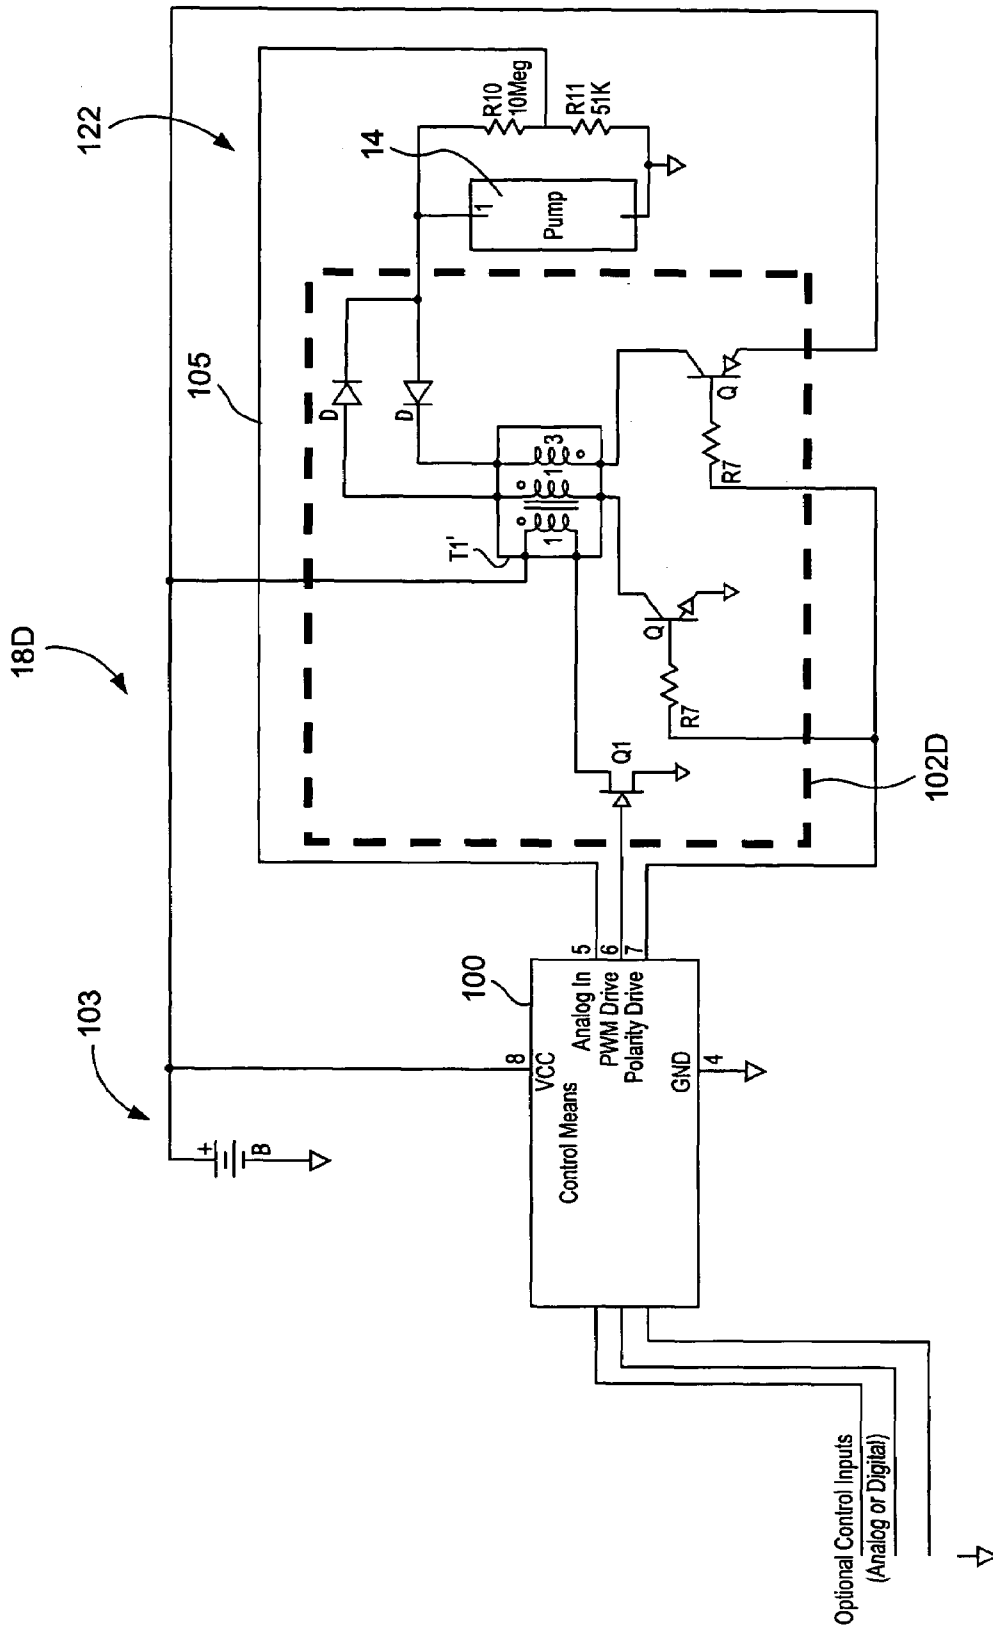 18D
103
122
105
14
R10
10Meg
R11
51K
1
Pump
D
D
T1'
1
1
3
Q
R7
Q
R7
Q1
102D
100
+
B
8
VCC
Control Means
Analog In
PWM Drive
Polarity Drive
5
6
7
GND
4
Optional Control Inputs
(Analog or Digital)